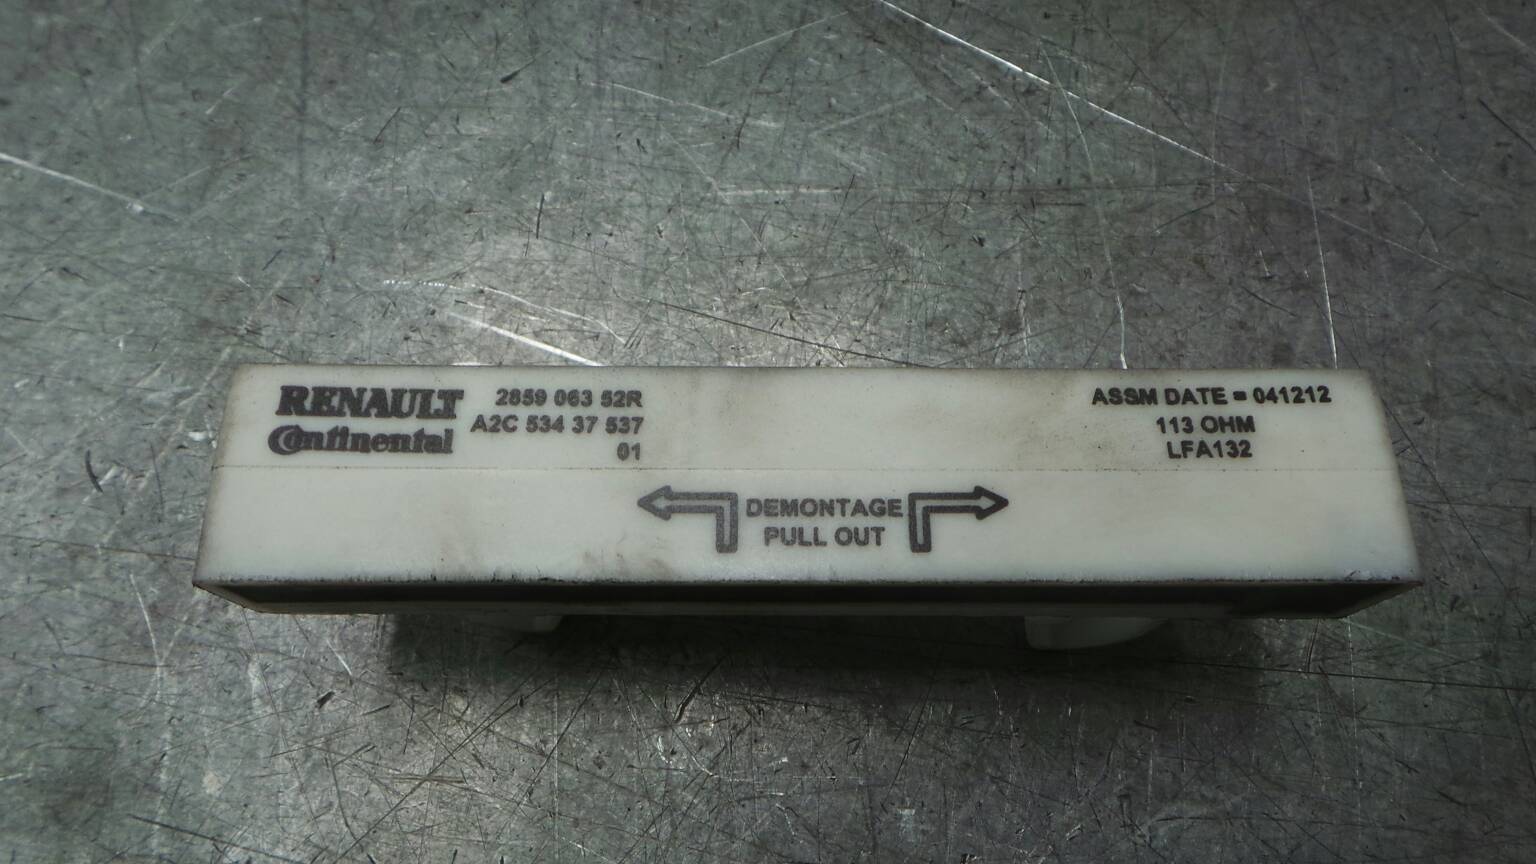 RENAULT 2859 063 52R
Continental A2C 534 37 537
01
ASSM DATE = 041212
113 OHM
LFA132
DEMONTAGE
PULL OUT